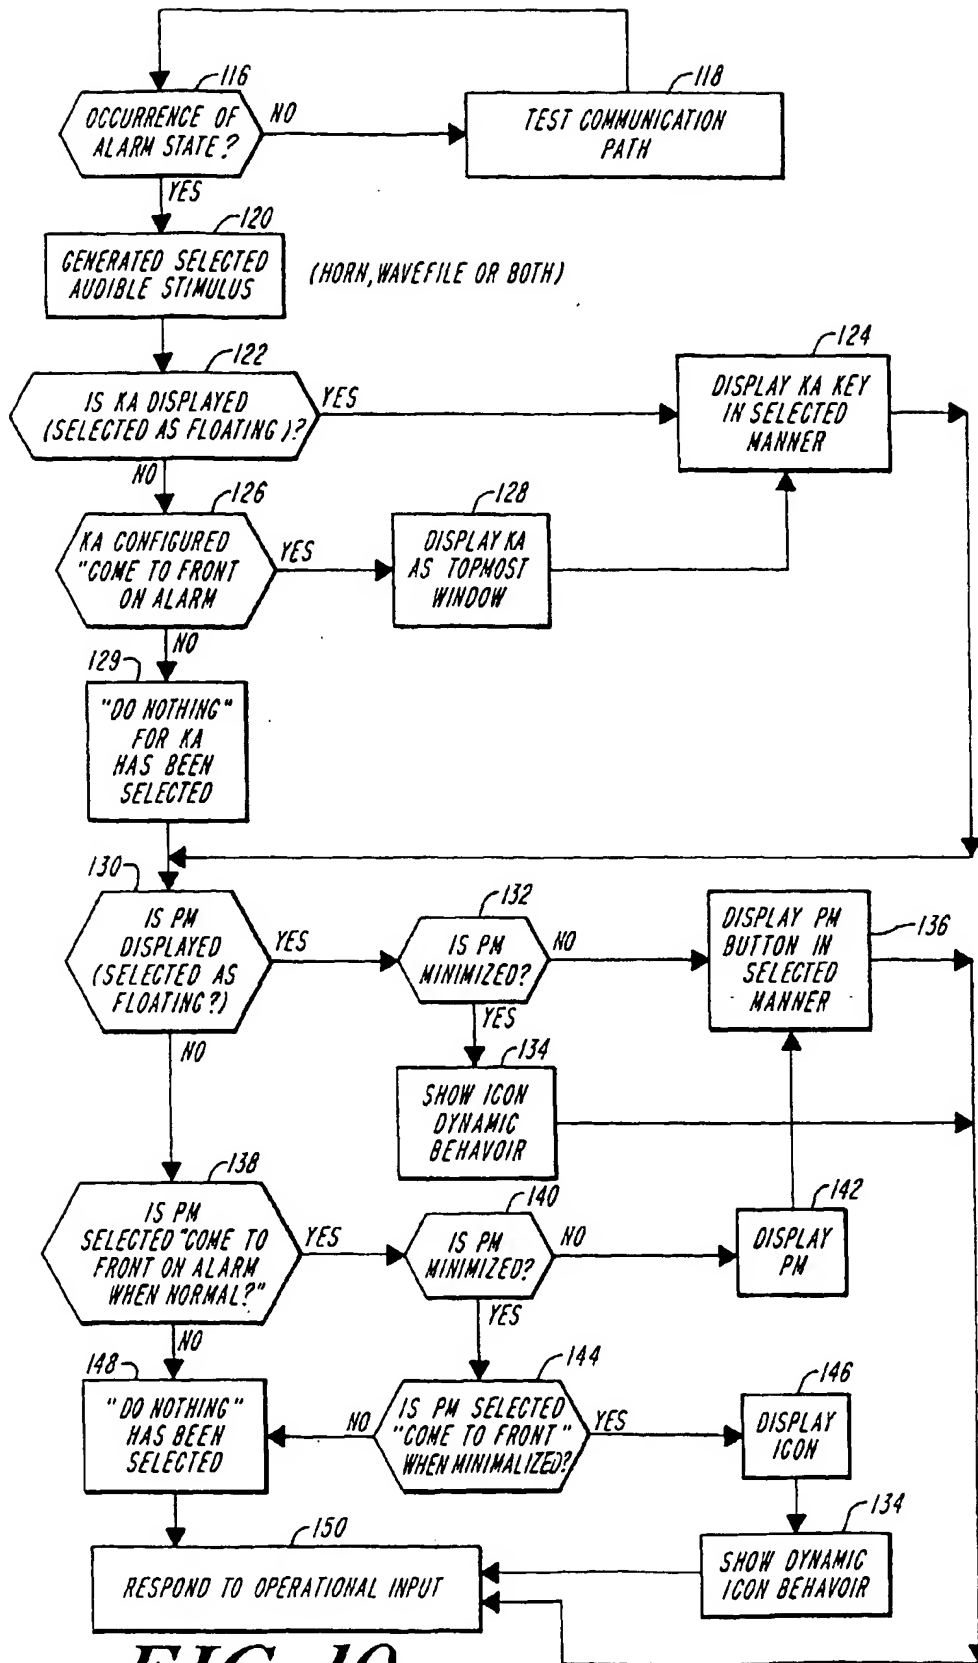 116
OCCURRENCE OF
ALARM STATE?
NO
118
TEST COMMUNICATION
PATH
YES
120
GENERATED SELECTED
AUDIBLE STIMULUS
(HORN, WAVEFILE OR BOTH)
122
IS KA DISPLAYED
(SELECTED AS FLOATING)?
YES
124
DISPLAY KA KEY
IN SELECTED
MANNER
NO
126
KA CONFIGURED
"COME TO FRONT
ON ALARM
YES
128
DISPLAY KA
AS TOPMOST
WINDOW
NO
129
"DO NOTHING"
FOR KA
HAS BEEN
SELECTED
130
IS PM
DISPLAYED
(SELECTED AS
FLOATING?)
YES
132
IS PM
MINIMIZED?
NO
DISPLAY PM
BUTTON IN
SELECTED
MANNER
136
YES
NO
134
SHOW ICON
DYNAMIC
BEHAVOIR
138
IS PM
SELECTED "COME TO
FRONT ON ALARM
WHEN NORMAL?"
YES
140
IS PM
MINIMIZED?
NO
142
DISPLAY
PM
YES
NO
148
"DO NOTHING"
HAS BEEN
SELECTED
NO
144
IS PM SELECTED
"COME TO FRONT"
WHEN MINIMALIZED?
YES
146
DISPLAY
ICON
134
SHOW DYNAMIC
ICON BEHAVOIR
150
RESPOND TO OPERATIONAL INPUT
FIG. 10